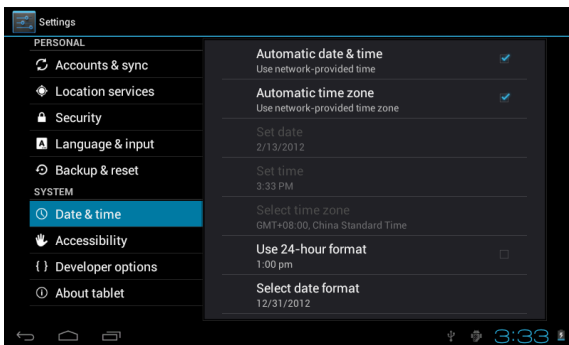 Settings
PERSONAL
Accounts & sync
Location services
Security
A Language & input
Backup & reset
SYSTEM
Date & time
Accessibility
{ } Developer options
About tablet
Automatic date & time
Use network-provided time
Automatic time zone
Use network-provided time zone
Set date
2/13/2012
Set time
3:33 PM
Select time zone
GMT+08:00, China Standard Time
Use 24-hour format
1:00 pm
Select date format
12/31/2012
3:33